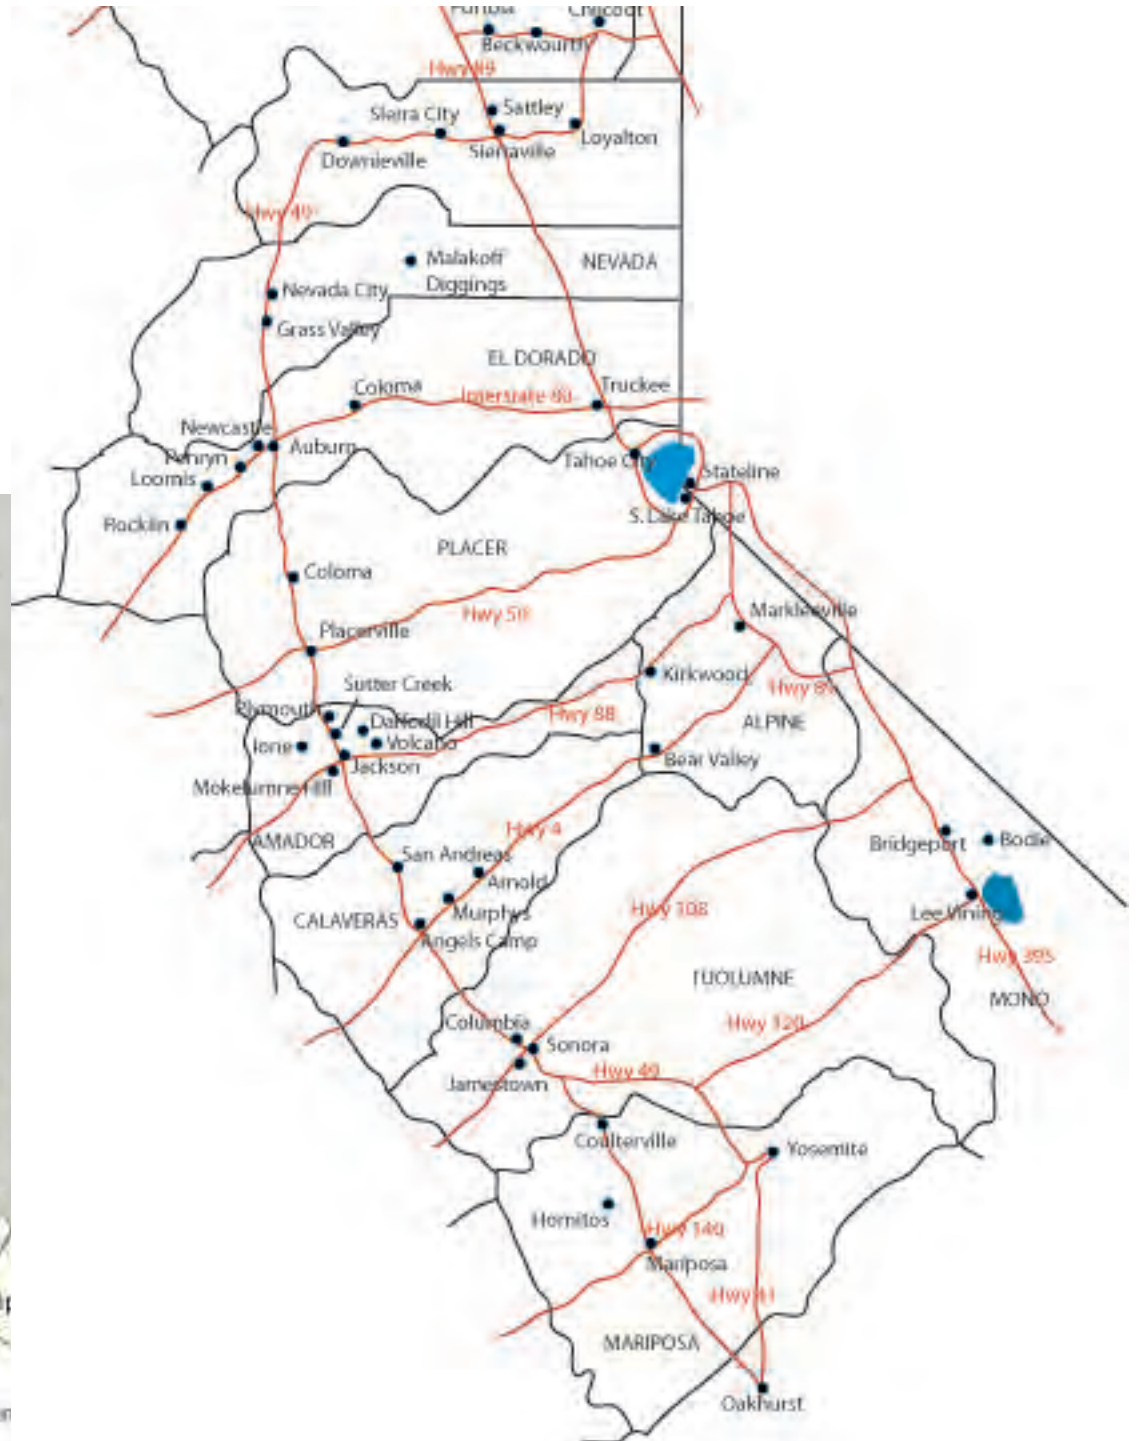 Portola
Chilcoot
Beckwourth
Hwy 89
Sattley
Sierra City
Loyalton
Sierraville
Downieville
Hwy 49
Malakoff
Diggings
NEVADA
Nevada City
Grass Valley
EL DORADO
Coloma
Interstate 80
Truckee
Newcastle
Auburn
Penryn
Tahoe City
Loomis
Stateline
S. Lake Tahoe
Rocklin
PLACER
Coloma
Hwy 50
Markleeville
Placerville
Kirkwood
Sutter Creek
Hwy 89
Plymouth
Daffodil Hill
Hwy 88
ALPINE
Ione
Volcano
Jackson
Bear Valley
Mokelumne Hill
Hwy 4
AMADOR
Bridgeport
Bodie
San Andreas
Arnold
Hwy 108
Murphys
Lee Vining
CALAVERAS
Angels Camp
Hwy 395
TUOLUMNE
MONO
Columbia
Hwy 120
Sonora
Hwy 49
Jamestown
Coulterville
Yosemite
Hornitos
Hwy 140
Mariposa
Hwy 41
MARIPOSA
Oakhurst